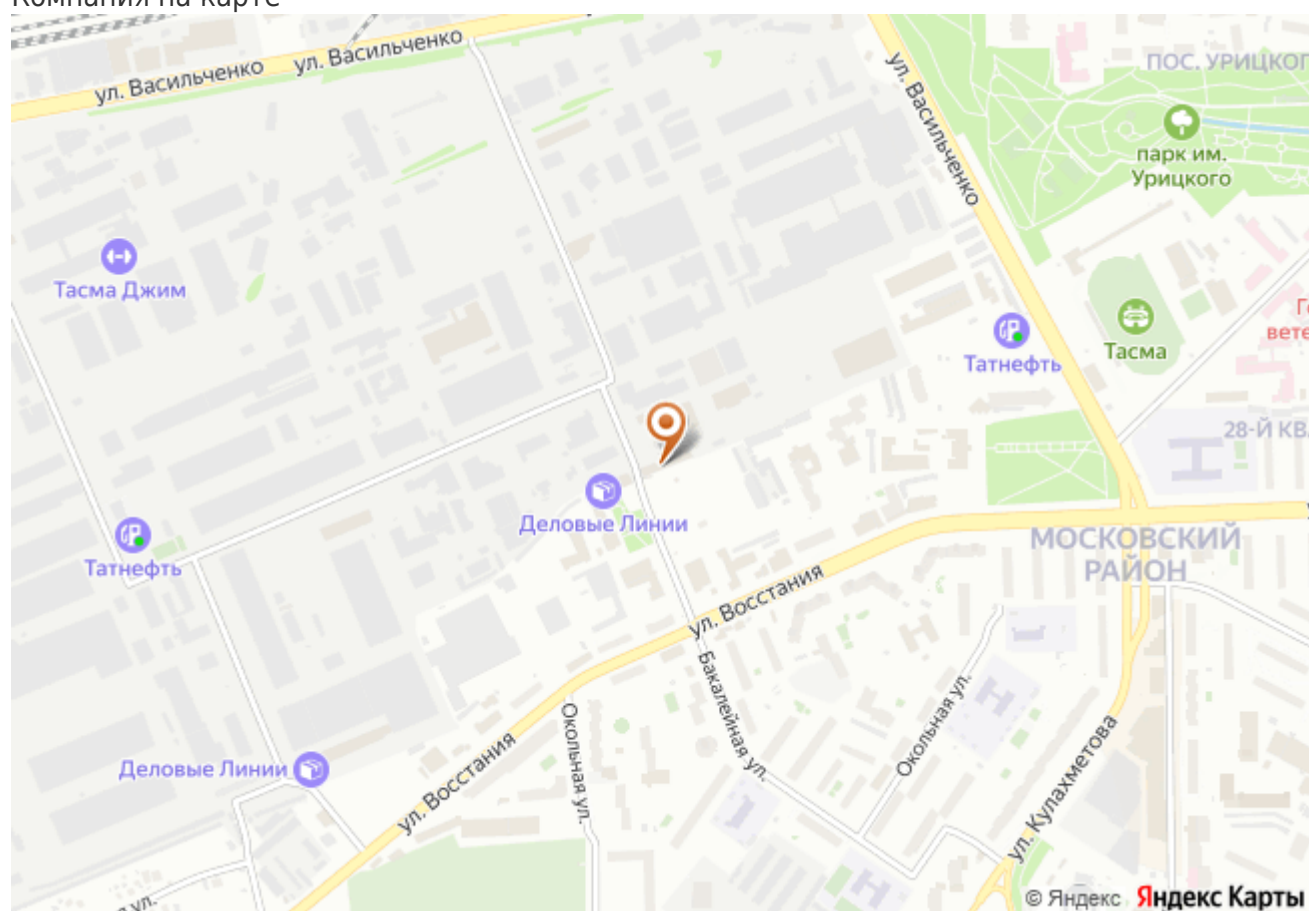 Компания на карте
ул. Васильченко
ул. Васильченко
ул. Васильченко
ПОС. УРИЦКОГ
парк им.
Урицкого
Тасма Джим
Татнефть
Тасма
Г
вете
28-Й КВ.
Деловые Линии
Татнефть
МОСКОВСКИЙ
РАЙОН
ул. Восстания
Бакалейная ул.
Окольная ул.
Окольная ул.
ул. Кулахметова
Деловые Линии
ул. Восстания
ул.
© Яндекс Яндекс Карты